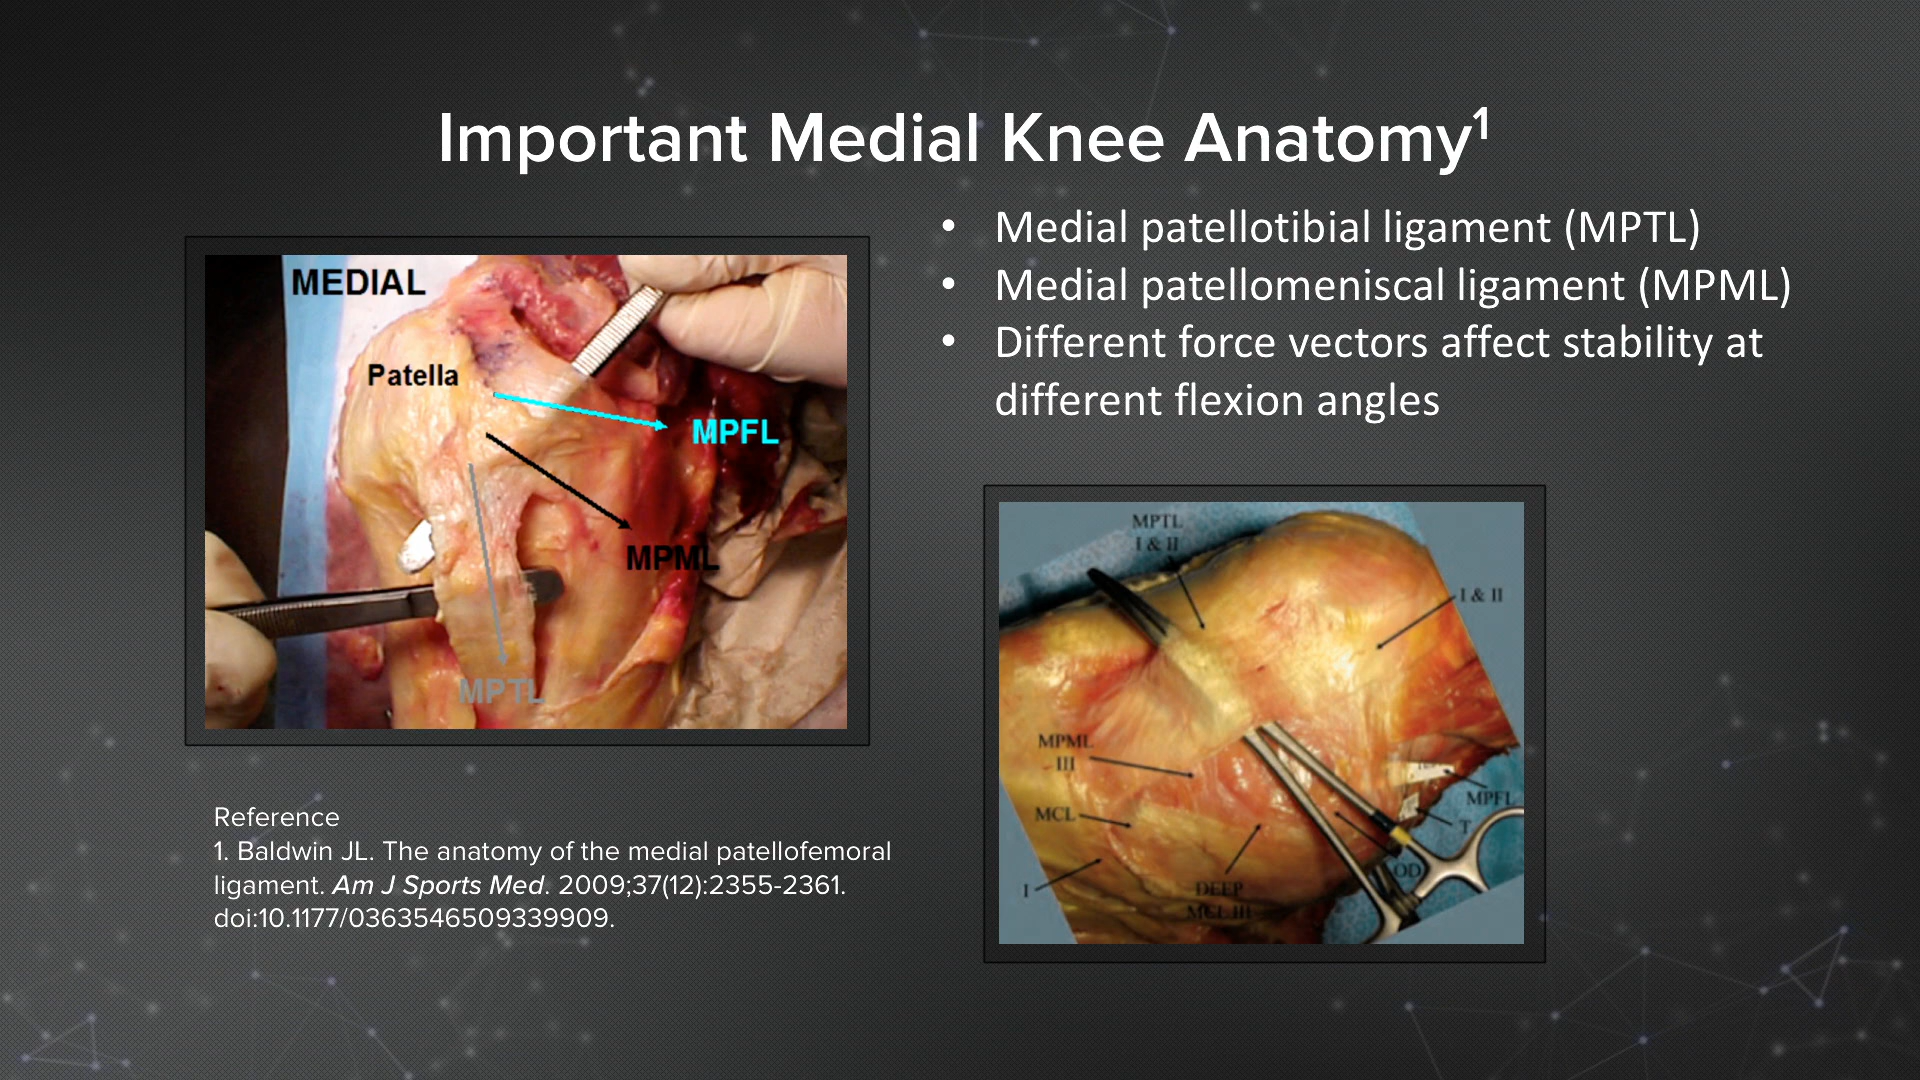 Important Medial Knee Anatomy¹
• Medial patellotibial ligament (MPTL)
• Medial patellomeniscal ligament (MPML)
• Different force vectors affect stability at
different flexion angles
MEDIAL
Patella
MPFL
MPML
MPTL
MPTL
I & II
I & II
MPML
III
MCL
I
DEEP
MCL III
OD
T
MPFL
Reference
1. Baldwin JL. The anatomy of the medial patellofemoral
ligament. Am J Sports Med. 2009;37(12):2355-2361.
doi:10.1177/0363546509339909.